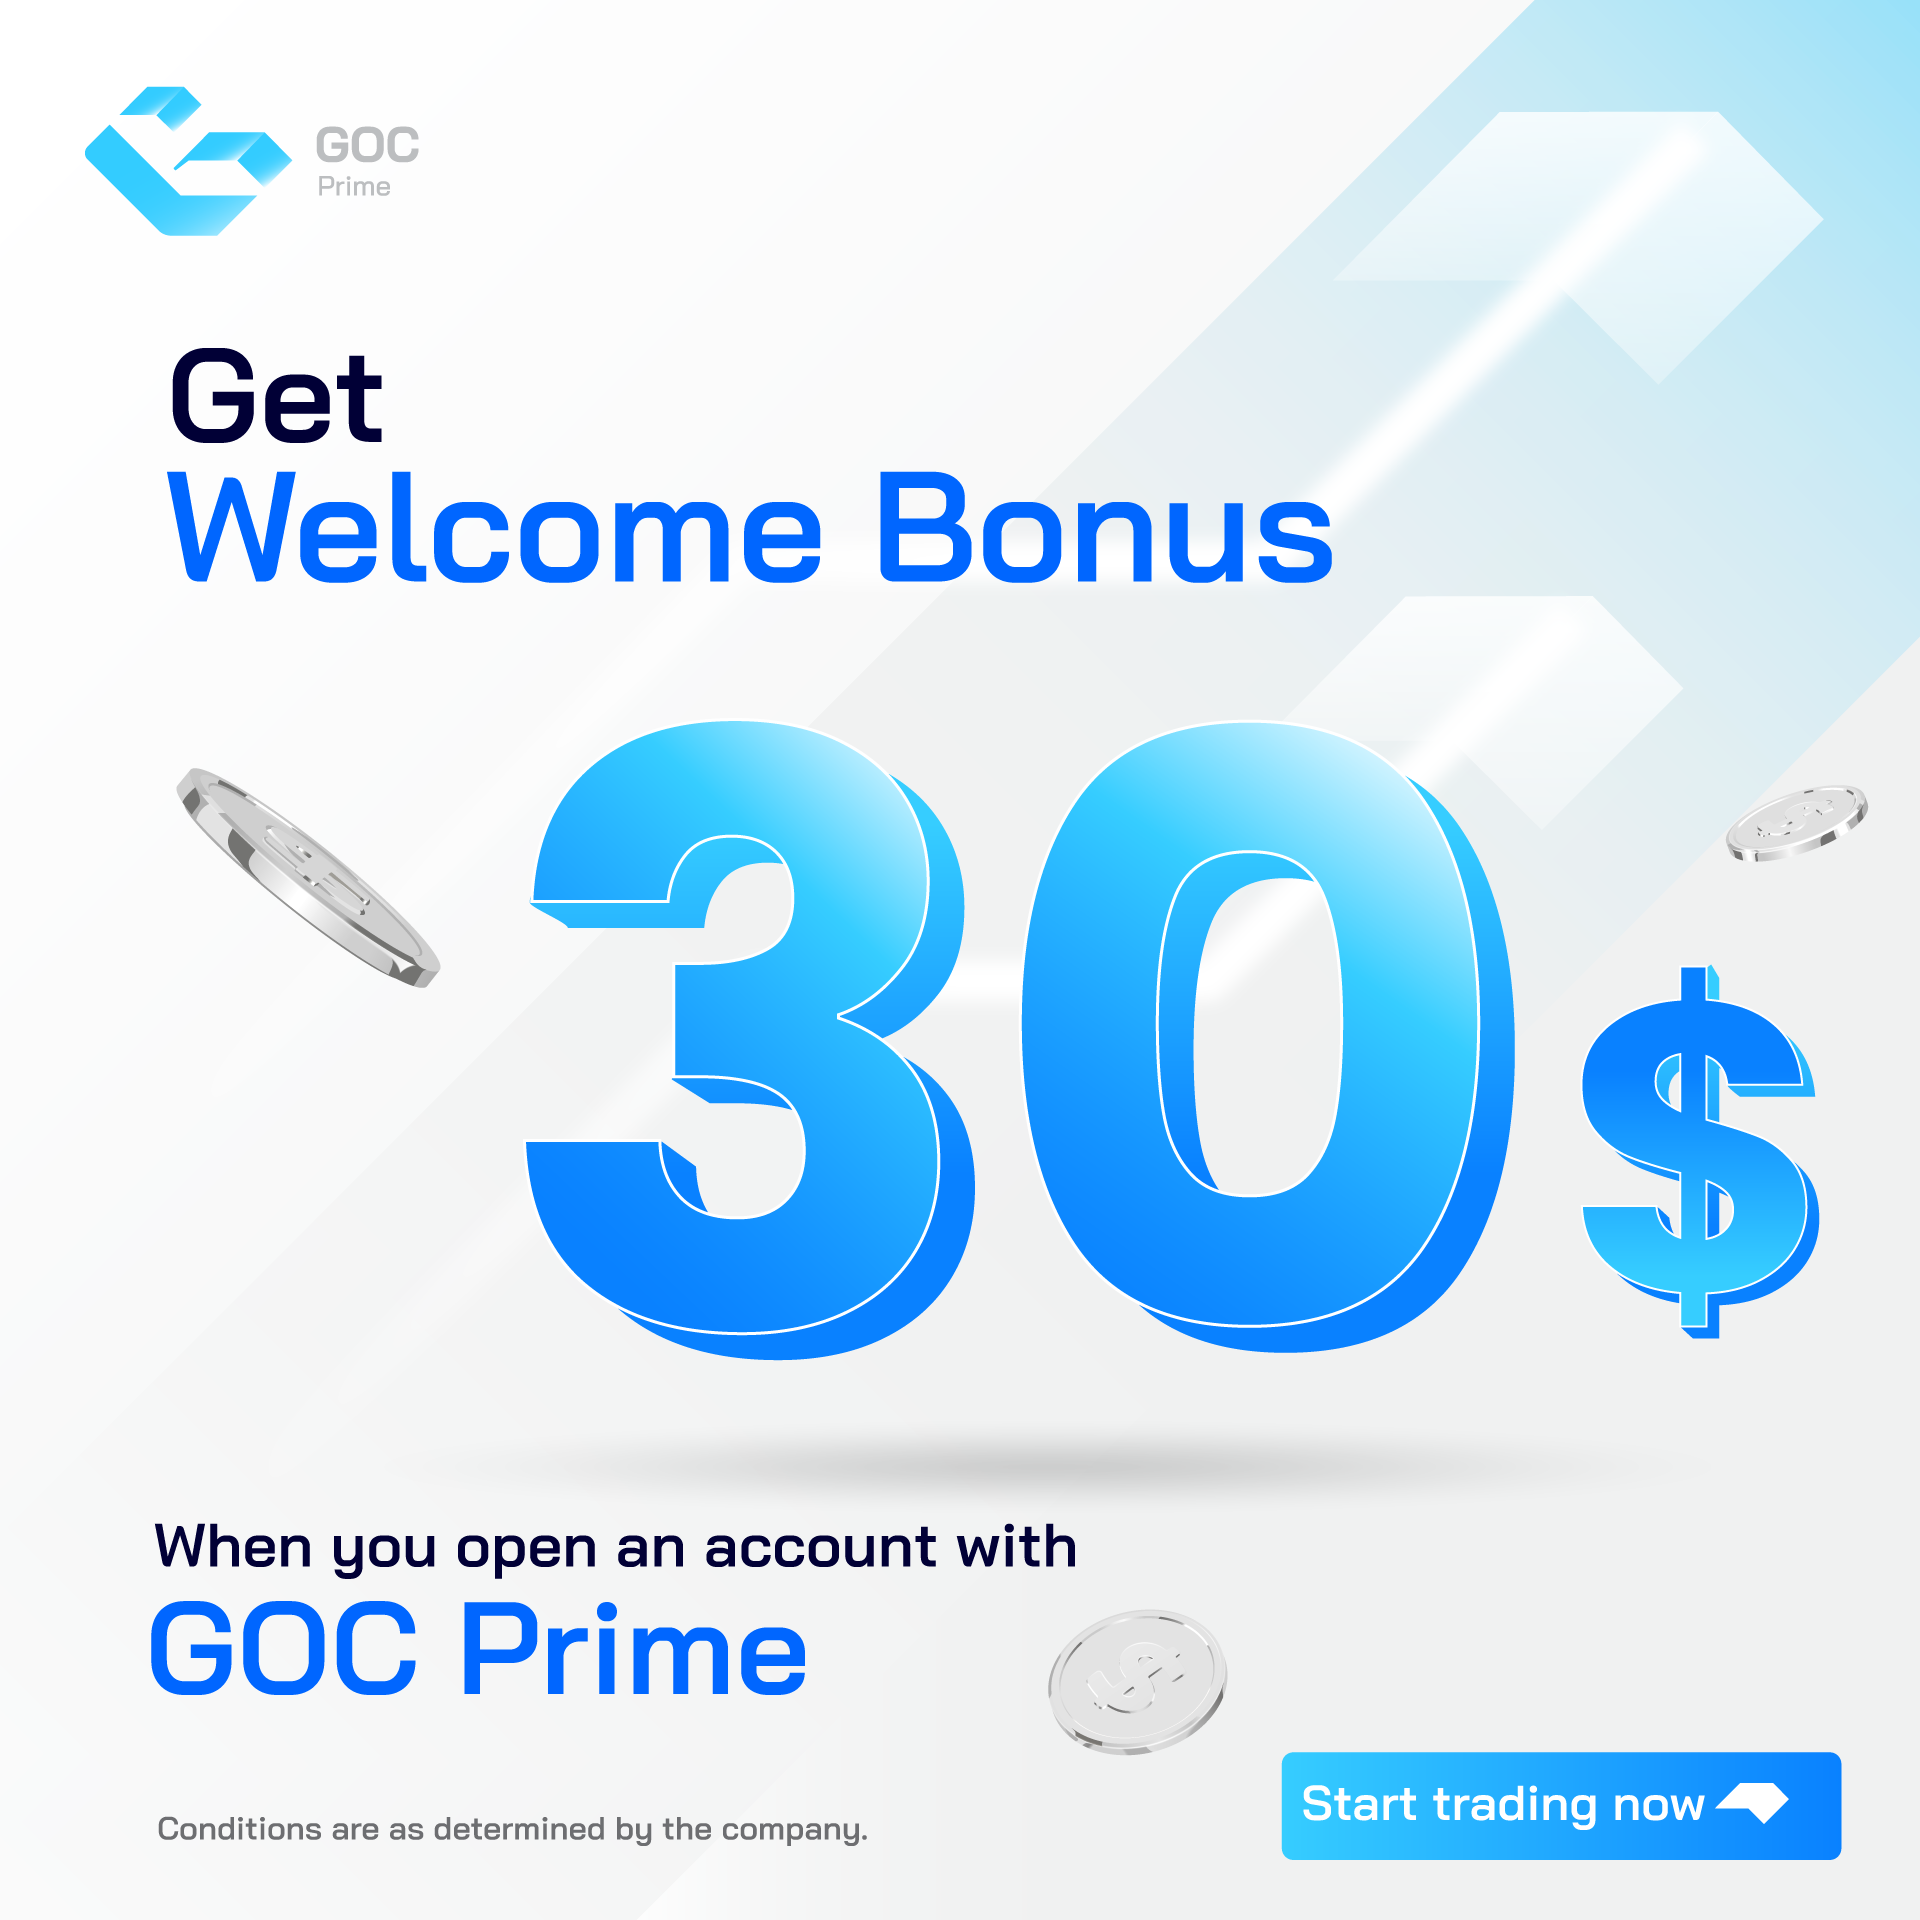 GOC
Prime
Get
Welcome Bonus
30$
When you open an account with
GOC Prime
Start trading now
Conditions are as determined by the company.